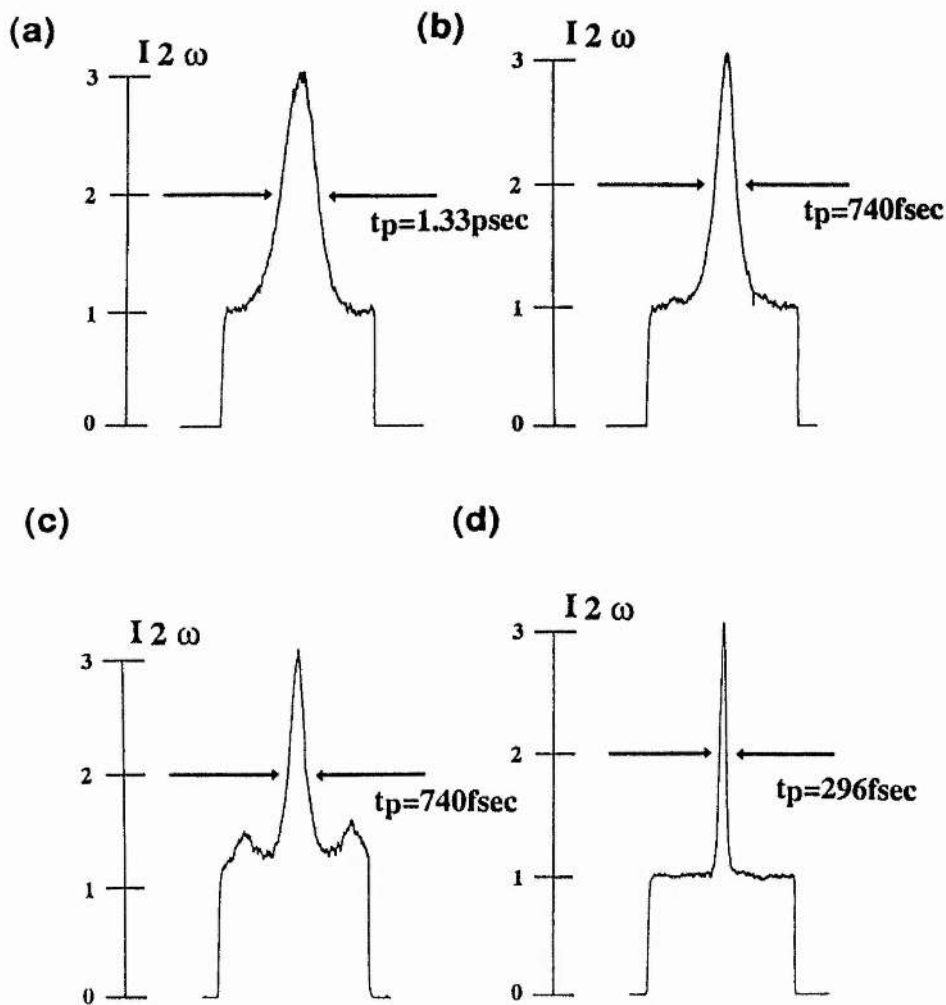 (a)
I 2 ω
3
2
1
0
tp=1.33psec
(b)
I 2 ω
3
2
1
0
tp=740fsec
(c)
I 2 ω
3
2
1
0
tp=740fsec
(d)
I 2 ω
3
2
1
0
tp=296fsec